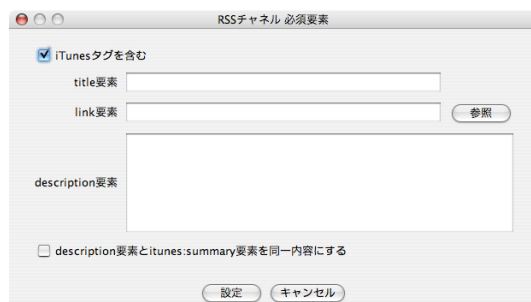 RSSチャネル 必須要素
iTunesタグを含む
title要素
link要素
参照
description要素
description要素とitunes:summary要素を同一内容にする
設定
キャンセル